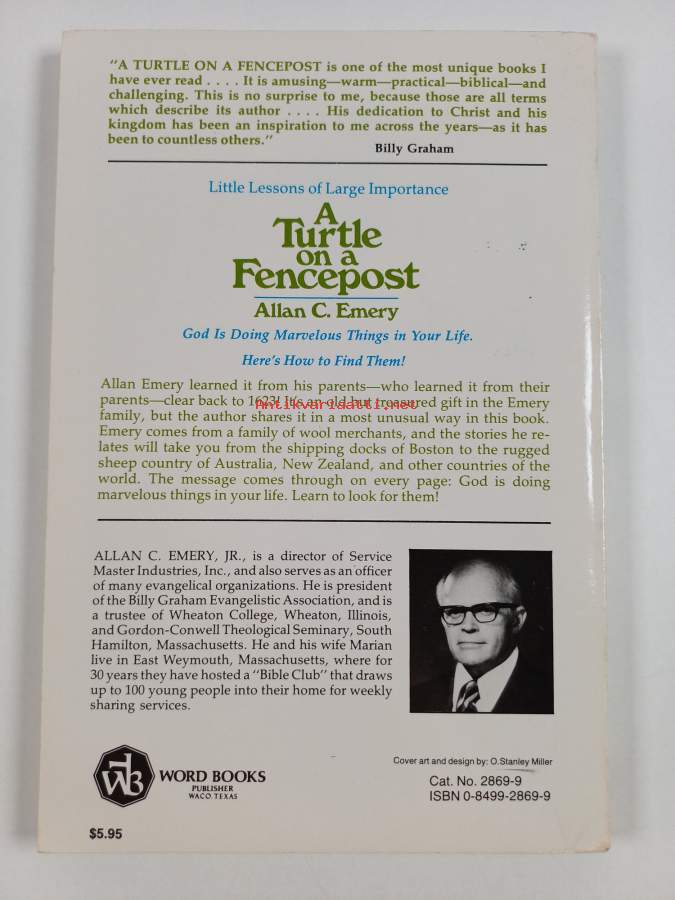 "A TURTLE ON A FENCEPOST is one of the most unique books I
have ever read . . . . It is amusing—warm—practical—biblical—and
challenging. This is no surprise to me, because those are all terms
which describe its author . . . . His dedication to Christ and his
kingdom has been an inspiration to me across the years—as it has
been to countless others."
Billy Graham
Little Lessons of Large Importance
A
Turtle
on a
Fencepost
Allan C. Emery
God Is Doing Marvelous Things in Your Life.
Here's How to Find Them!
Allan Emery learned it from his parents—who learned it from their
parents—clear back to 1623! It's an old but treasured gift in the Emery
Antikvariaatti.net
family, but the author shares it in a most unusual way in this book.
Emery comes from a family of wool merchants, and the stories he re-
lates will take you from the shipping docks of Boston to the rugged
sheep country of Australia, New Zealand, and other countries of the
world. The message comes through on every page: God is doing
marvelous things in your life. Learn to look for them!
ALLAN C. EMERY, JR., is a director of Service
Master Industries, Inc., and also serves as an officer
of many evangelical organizations. He is president
of the Billy Graham Evangelistic Association, and is
a trustee of Wheaton College, Wheaton, Illinois,
and Gordon-Conwell Theological Seminary, South
Hamilton, Massachusetts. He and his wife Marian
live in East Weymouth, Massachusetts, where for
30 years they have hosted a "Bible Club" that draws
up to 100 young people into their home for weekly
sharing services.
Cover art and design by: O. Stanley Miller
WORD BOOKS
PUBLISHER
WACO, TEXAS
Cat. No. 2869-9
ISBN 0-8499-2869-9
$5.95